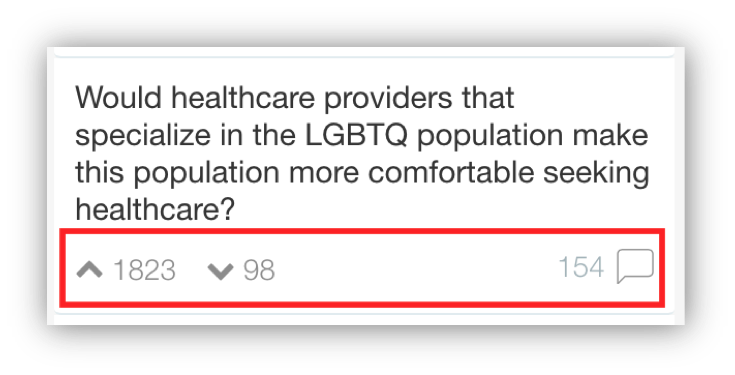 Would healthcare providers that
specialize in the LGBTQ population make
this population more comfortable seeking
healthcare?
1823 98 154